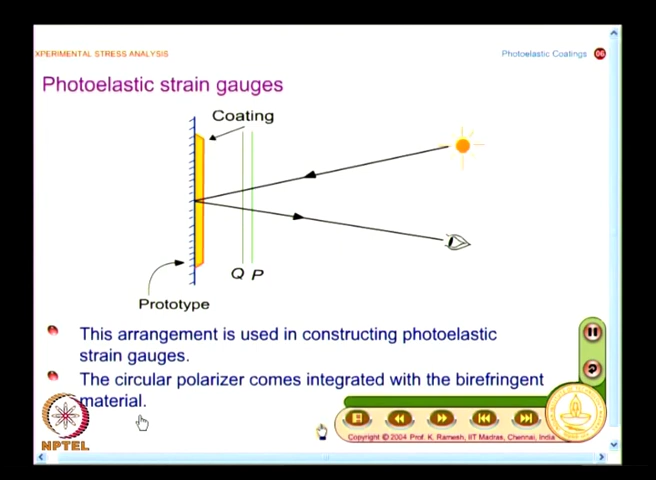 XPERIMENTAL STRESS ANALYSIS
Photoelastic Coatings 06
Photoelastic strain gauges
Coating
Q P
Prototype
This arrangement is used in constructing photoelastic
strain gauges.
The circular polarizer comes integrated with the birefringent
material.
NPTEL
Copyright © 2004 Prof. K. Ramesh, IIT Madras, Chennai, India